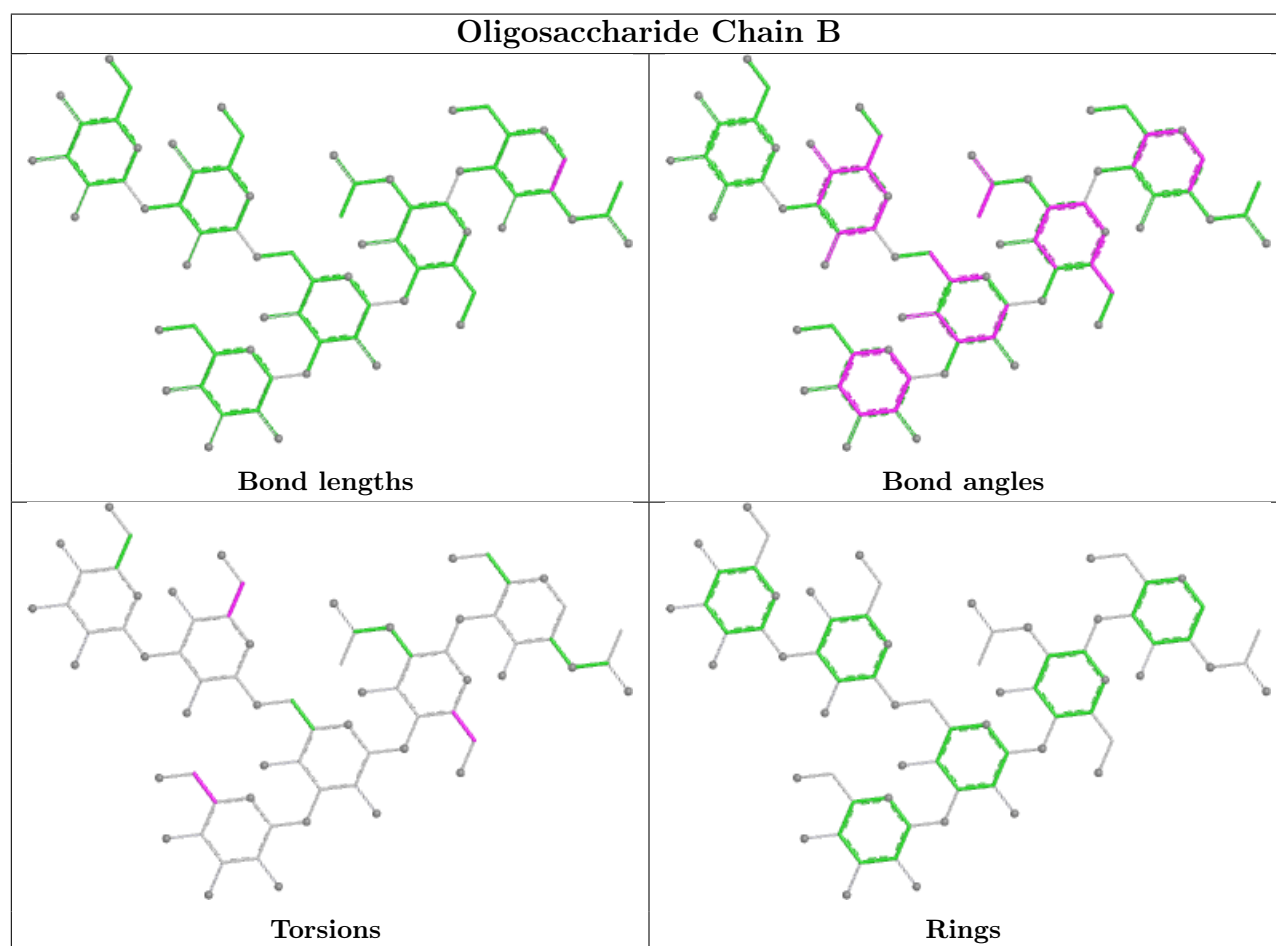 Oligosaccharide Chain B
Bond lengths
Bond angles
Torsions
Rings